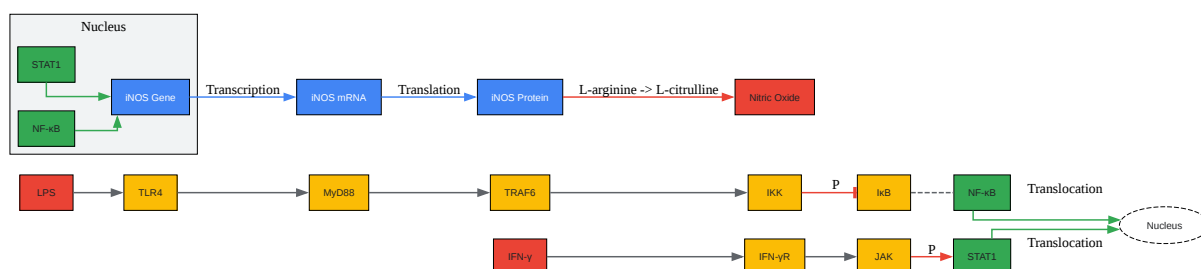 Nucleus
STAT1
iNOS Gene
Transcription
iNOS mRNA
Translation
iNOS Protein
L-arginine -> L-citrulline
Nitric Oxide
NF-κB
LPS
TLR4
MyD88
TRAF6
IKK
P
IκB
NF-κB
Translocation
Nucleus
IFN-γ
IFN-γR
JAK
P
STAT1
Translocation